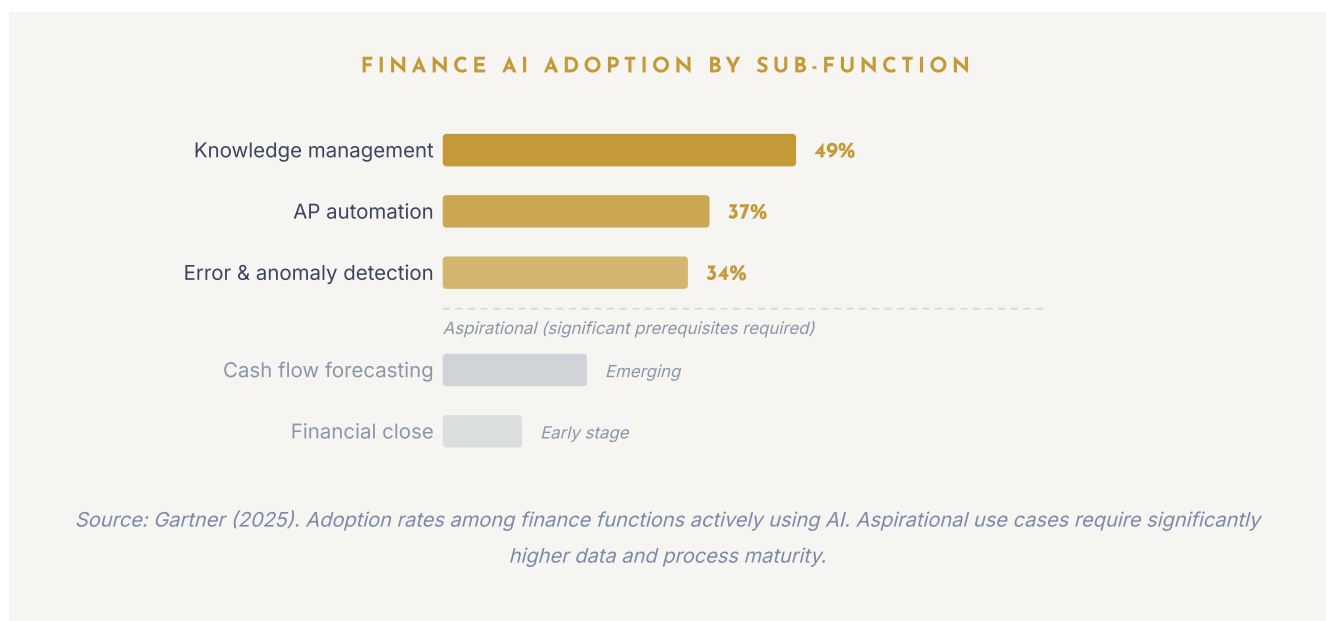 FINANCE AI ADOPTION BY SUB-FUNCTION
Knowledge management 49%
AP automation 37%
Error & anomaly detection 34%
Aspirational (significant prerequisites required)
Cash flow forecasting Emerging
Financial close Early stage
Source: Gartner (2025). Adoption rates among finance functions actively using AI. Aspirational use cases require significantly
higher data and process maturity.